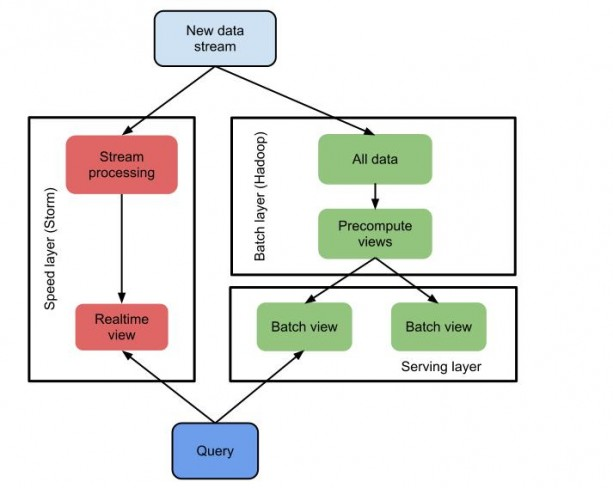 New data
stream
Speed layer (Storm)
Stream
processing
Realtime
view
Batch layer (Hadoop)
All data
Precompute
views
Batch view
Batch view
Serving layer
Query